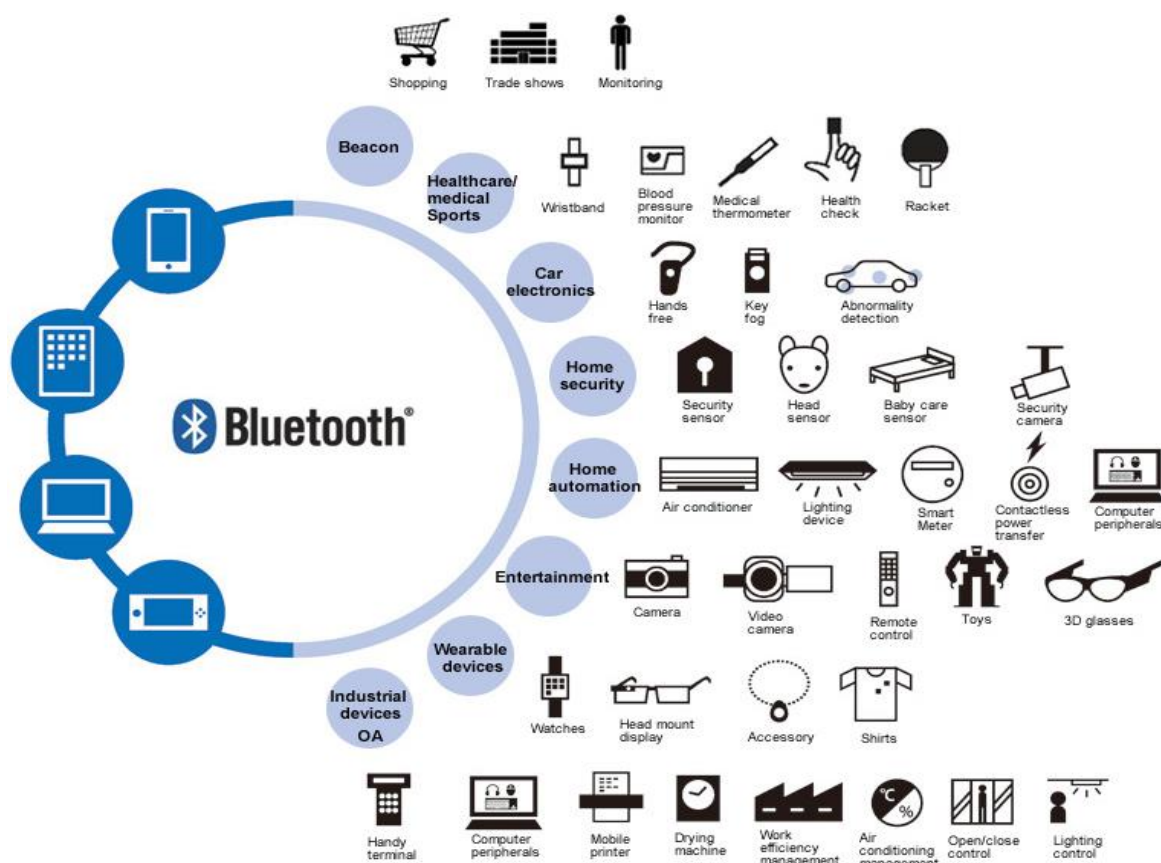 Shopping
Trade shows
Monitoring
Beacon
Healthcare/
medical
Sports
Wristband
Blood
pressure
monitor
Medical
thermometer
Health
check
Racket
Car
electronics
Hands
free
Key
fog
Abnormality
detection
Home
security
Security
sensor
Head
sensor
Baby care
sensor
Security
camera
Bluetooth®
Home
automation
Air conditioner
Lighting
device
Smart
Meter
Contactless
power
transfer
Computer
peripherals
Entertainment
Camera
Video
camera
Remote
control
Toys
3D glasses
Wearable
devices
Watches
Head mount
display
Accessory
Shirts
Industrial
devices
OA
Handy
terminal
Computer
peripherals
Mobile
printer
Drying
machine
Work
efficiency
management
°C
%
Air
conditioning
management
Open/close
control
Lighting
control